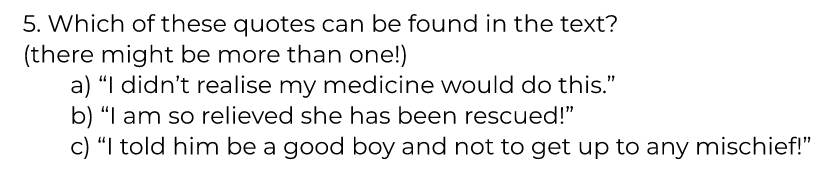 5. Which of these quotes can be found in the text?
(there might be more than one!)
a) “I didn’t realise my medicine would do this.”
b) “I am so relieved she has been rescued!”
c) “I told him be a good boy and not to get up to any mischief!”